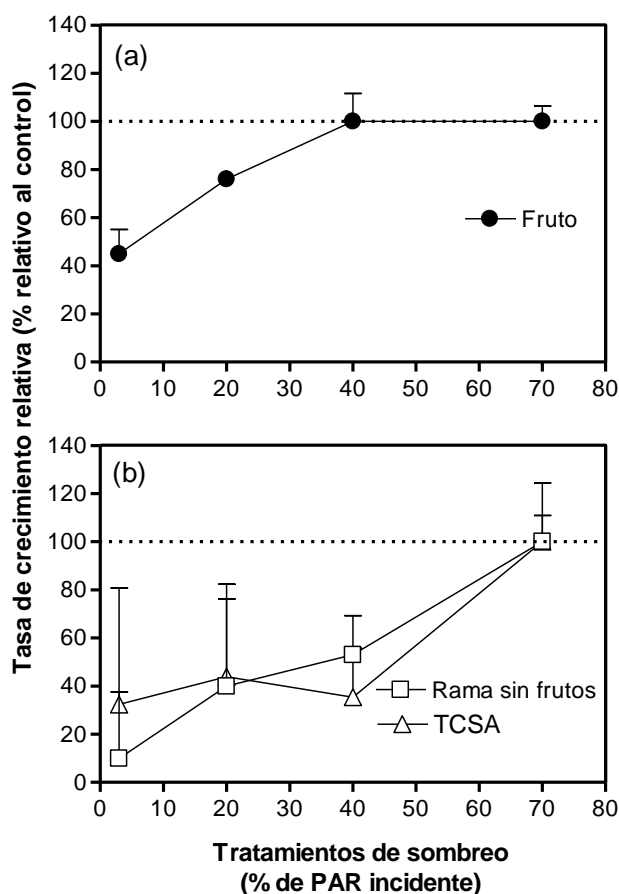 Tasa de crecimiento relativa (% relativo al control)
140
(a)
120
100
80
60
Fruto
40
20
0
0 10 20 30 40 50 60 70 80
140
(b)
120
100
80
60
40
Rama sin frutos
20
TCSA
0
0 10 20 30 40 50 60 70 80
Tratamientos de sombreo
(% de PAR incidente)